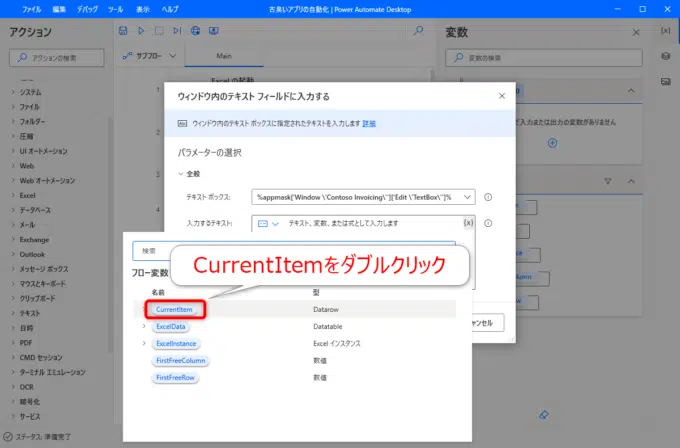 古臭いアプリの自動化 | Power Automate Desktop
ファイル 編集 デバッグ ツール 表示 ヘルプ
アクション
アクションの検索
システム
ファイル
フォルダー
圧縮
UI オートメーション
Web
Web オートメーション
Excel
データベース
メール
Exchange
Outlook
メッセージ ボックス
マウスとキーボード
クリップボード
テキスト
日時
PDF
CMD セッション
ターミナル エミュレーション
OCR
暗号化
サービス
ステータス: 準備完了
サブフロー
Main
Excel の起動
1
2
3
4
変数
{x}
変数の検索
入力または出力の変数がありません
ウィンドウ内のテキスト フィールドに入力する
ウィンドウ内のテキスト ボックスに指定されたテキストを入力します 詳細
パラメーターの選択
全般
テキスト ボックス:
%appmask['Window \'Contoso Invoicing\'']['Edit \'TextBox\'']%
入力するテキスト:
テキスト、変数、または式として入力します
{x}
検索
CurrentItemをダブルクリック
フロー変数
名前 型
CurrentItem Datarow
ExcelData Datatable
ExcelInstance Excel インスタンス
FirstFreeColumn 数値
FirstFreeRow 数値
キャンセル